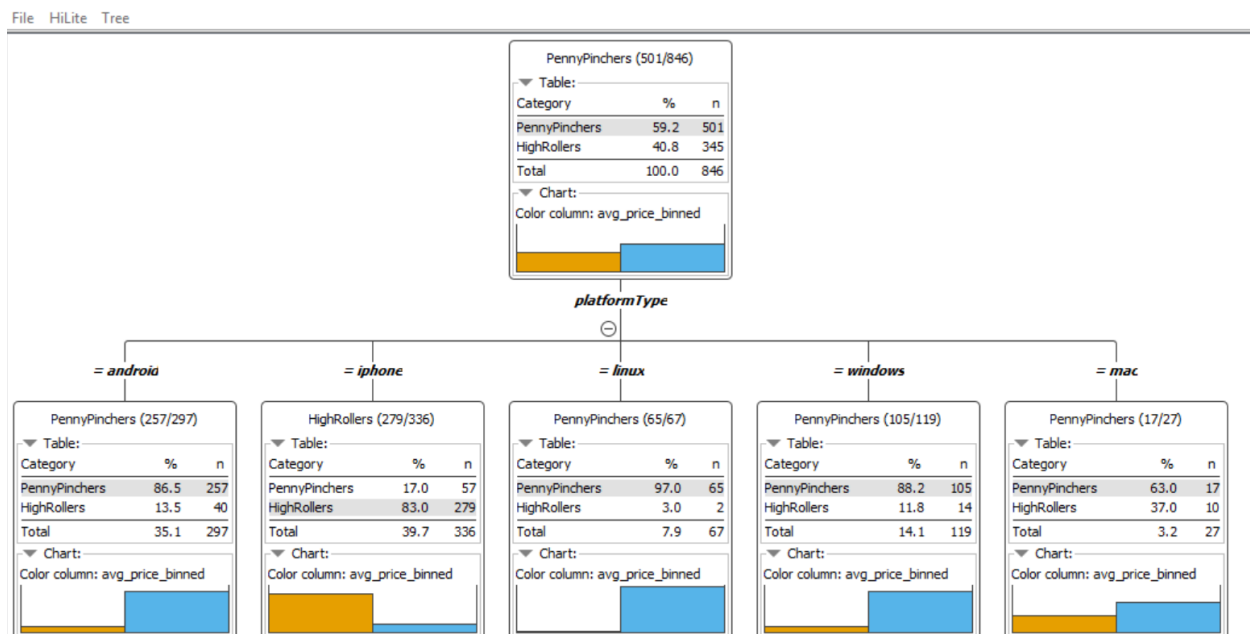 File HiLite Tree
PennyPinchers (501/846)
Table:
Category % n
PennyPinchers 59.2 501
HighRollers 40.8 345
Total 100.0 846
Chart:
Color column: avg_price_binned
platformType
= android
= iphone
= linux
= windows
= mac
PennyPinchers (257/297)
Table:
Category % n
PennyPinchers 86.5 257
HighRollers 13.5 40
Total 35.1 297
Chart:
Color column: avg_price_binned
HighRollers (279/336)
Table:
Category % n
PennyPinchers 17.0 57
HighRollers 83.0 279
Total 39.7 336
Chart:
Color column: avg_price_binned
PennyPinchers (65/67)
Table:
Category % n
PennyPinchers 97.0 65
HighRollers 3.0 2
Total 7.9 67
Chart:
Color column: avg_price_binned
PennyPinchers (105/119)
Table:
Category % n
PennyPinchers 88.2 105
HighRollers 11.8 14
Total 14.1 119
Chart:
Color column: avg_price_binned
PennyPinchers (17/27)
Table:
Category % n
PennyPinchers 63.0 17
HighRollers 37.0 10
Total 3.2 27
Chart:
Color column: avg_price_binned